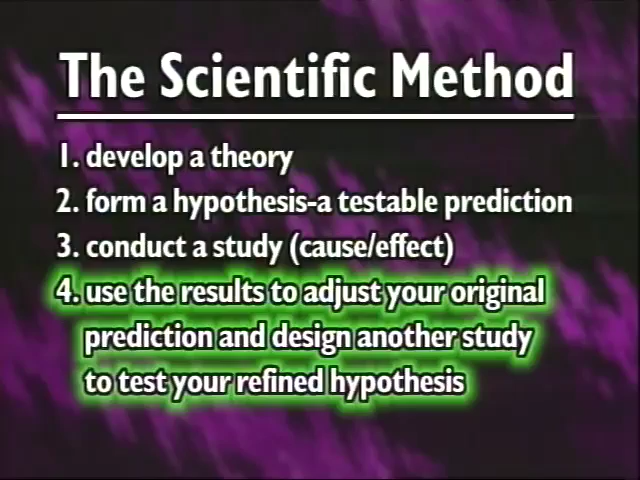 The Scientific Method
1. develop a theory
2. form a hypothesis-a testable prediction
3. conduct a study (cause/effect)
4. use the results to adjust your original
prediction and design another study
to test your refined hypothesis